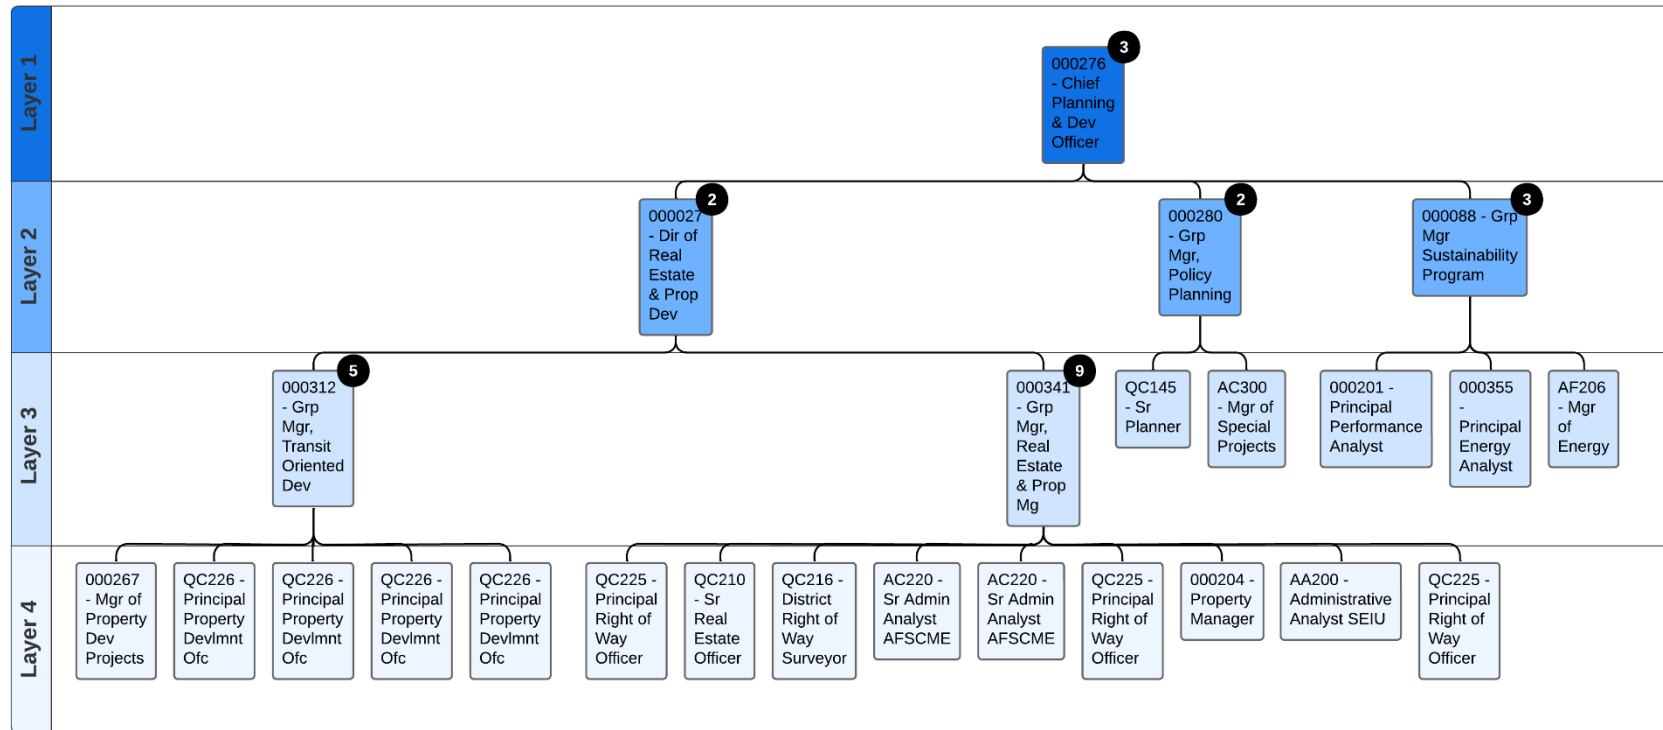 Layer 1
3
000276
- Chief
Planning
& Dev
Officer
Layer 2
2
000027
- Dir of
Real
Estate
& Prop
Dev
2
000280
- Grp
Mgr,
Policy
Planning
3
000088 - Grp
Mgr
Sustainability
Program
Layer 3
5
000312
- Grp
Mgr,
Transit
Oriented
Dev
9
000341
- Grp
Mgr,
Real
Estate
& Prop
Mg
QC145
- Sr
Planner
AC300
- Mgr of
Special
Projects
000201 -
Principal
Performance
Analyst
000355
-
Principal
Energy
Analyst
AF206
- Mgr
of
Energy
Layer 4
000267
- Mgr of
Property
Dev
Projects
QC226 -
Principal
Property
Devlmnt
Ofc
QC226 -
Principal
Property
Devlmnt
Ofc
QC226 -
Principal
Property
Devlmnt
Ofc
QC226 -
Principal
Property
Devlmnt
Ofc
QC225 -
Principal
Right of
Way
Officer
QC210
- Sr
Real
Estate
Officer
QC216 -
District
Right of
Way
Surveyor
AC220 -
Sr Admin
Analyst
AFSCME
AC220 -
Sr Admin
Analyst
AFSCME
QC225 -
Principal
Right of
Way
Officer
000204 -
Property
Manager
AA200 -
Administrative
Analyst SEIU
QC225 -
Principal
Right of
Way
Officer